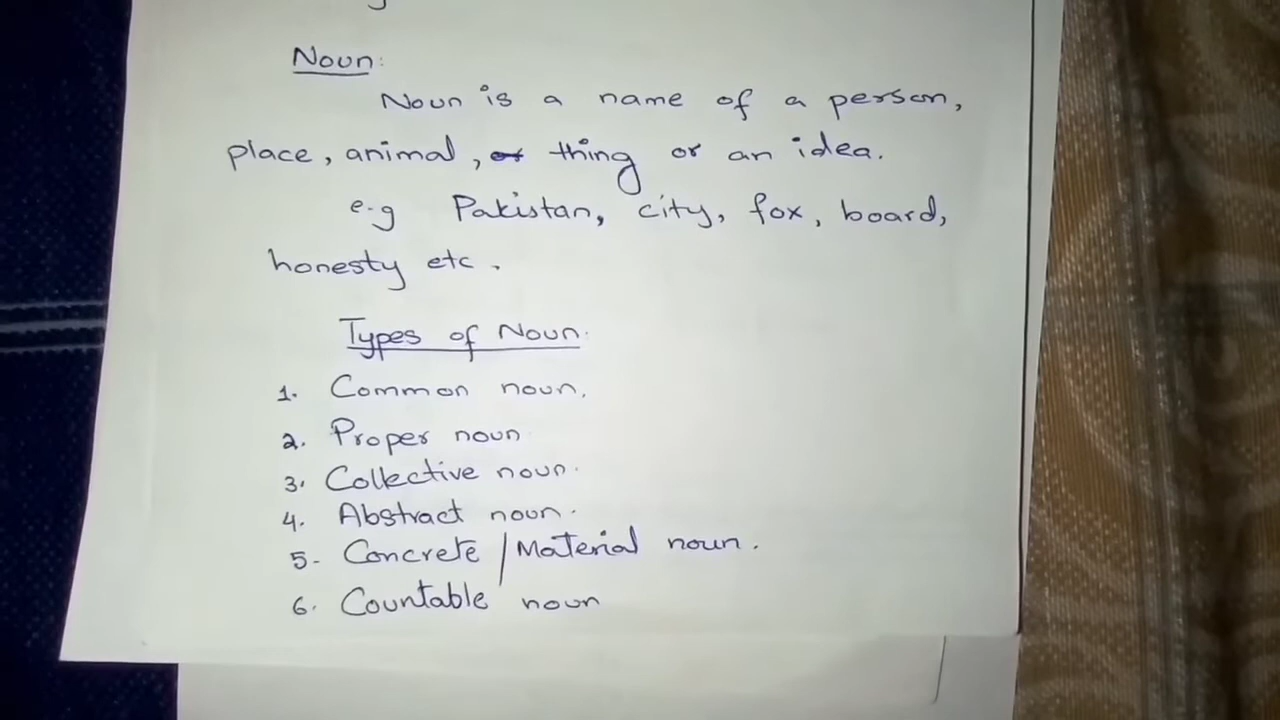 Noun:
Noun is a name of a person,
place, animal, or thing or an idea.
e.g Pakistan, city, fox, board,
honesty etc.
Types of Noun:
1. Common noun.
2. Proper noun
3. Collective noun.
4. Abstract noun.
5- Concrete / Material noun.
6. Countable noun